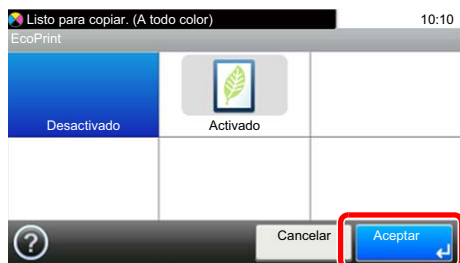 Listo para copiar. (A todo color) 10:10
EcoPrint
Desactivado Activado
? Cancelar Aceptar